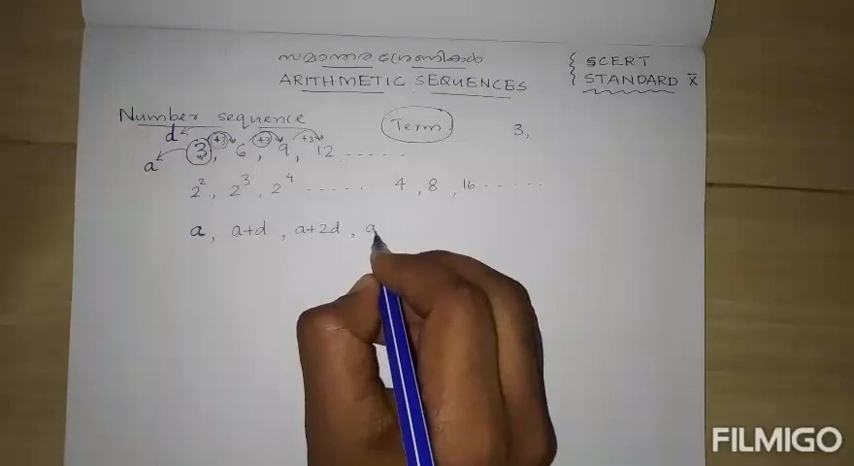 സമാന്തര ശ്രേണികൾ
ARITHMETIC SEQUENCES
{ SCERT
{ STANDARD X
Number sequence
Term
3,
d
+3 +3 +3
3, 6, 9, 12 ......
a
2², 2³, 2⁴ ...... 4, 8, 16 ......
a, a+d, a+2d, a
FILMIGO